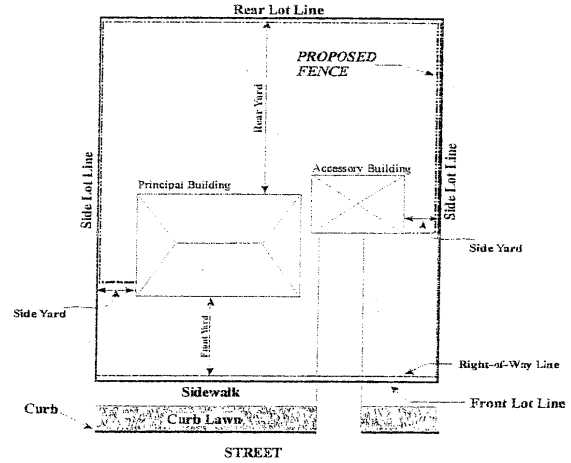 Rear Lot Line
PROPOSED
FENCE
Rear Yard
Side Lot Line
Side Lot Line
Principal Building
Accessory Building
Side Yard
Side Yard
Front Yard
Right-of-Way Line
Sidewalk
Front Lot Line
Curb
Curb Lawn
STREET